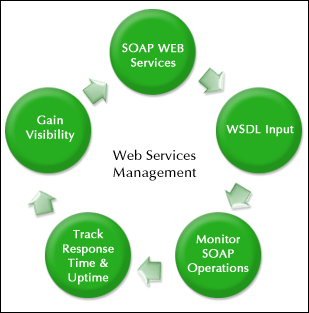 SOAP WEB
Services
WSDL Input
Monitor
SOAP
Operations
Track
Response
Time &
Uptime
Gain
Visibility
Web Services
Management